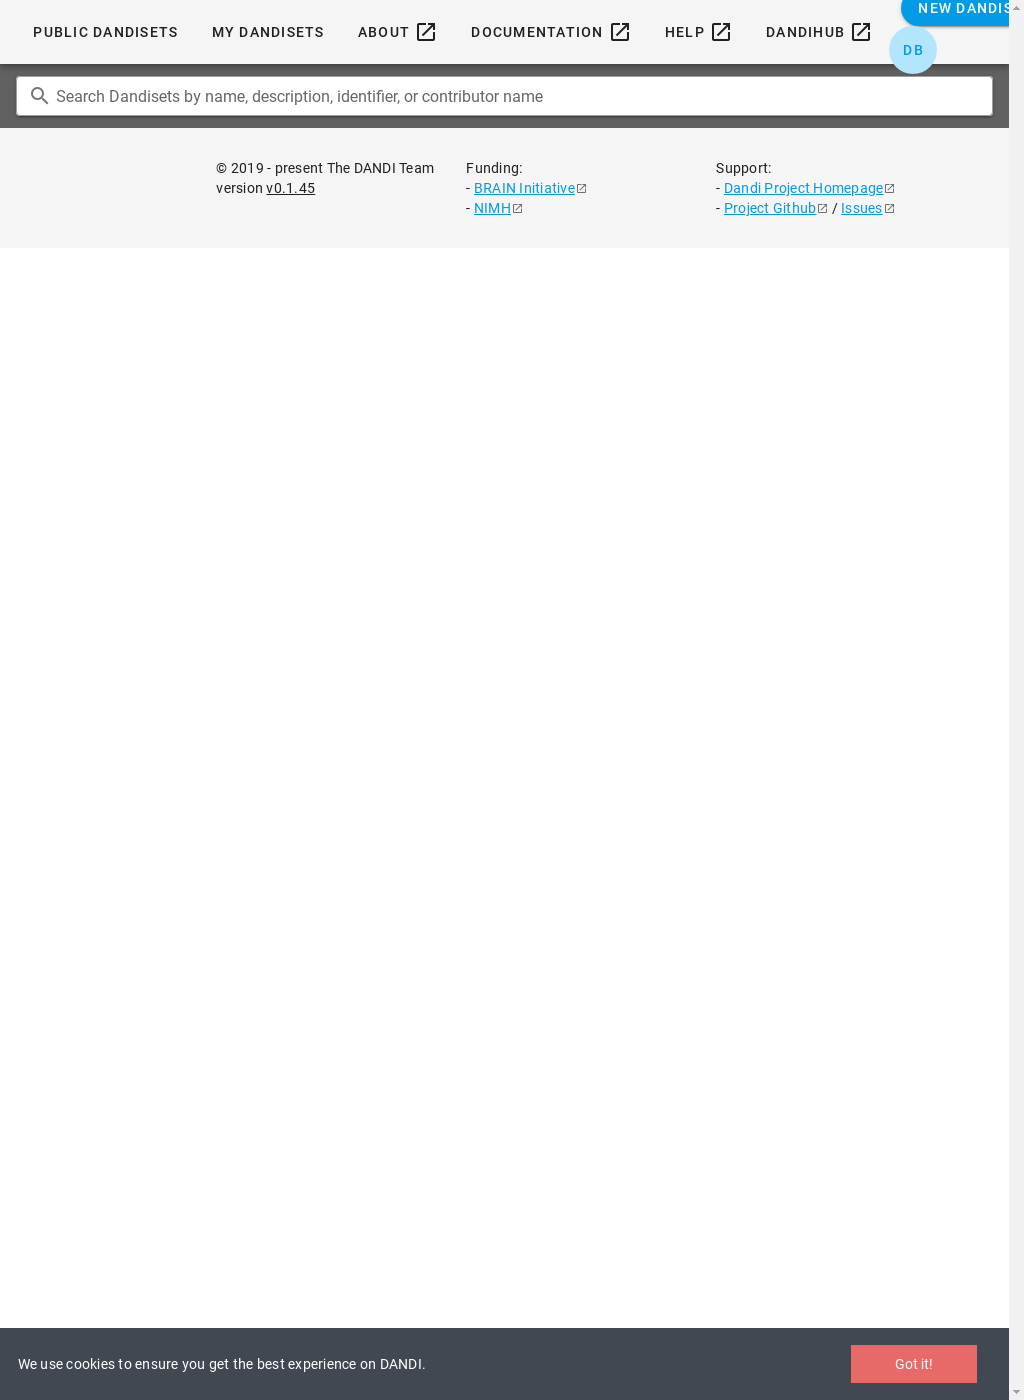 PUBLIC DANDISETS MY DANDISETS ABOUT DOCUMENTATION HELP DANDIHUB NEW DANDIS
DB
Search Dandisets by name, description, identifier, or contributor name
© 2019 - present The DANDI Team
version v0.1.45
Funding:
- BRAIN Initiative
- NIMH
Support:
- Dandi Project Homepage
- Project Github / Issues
We use cookies to ensure you get the best experience on DANDI.
Got it!